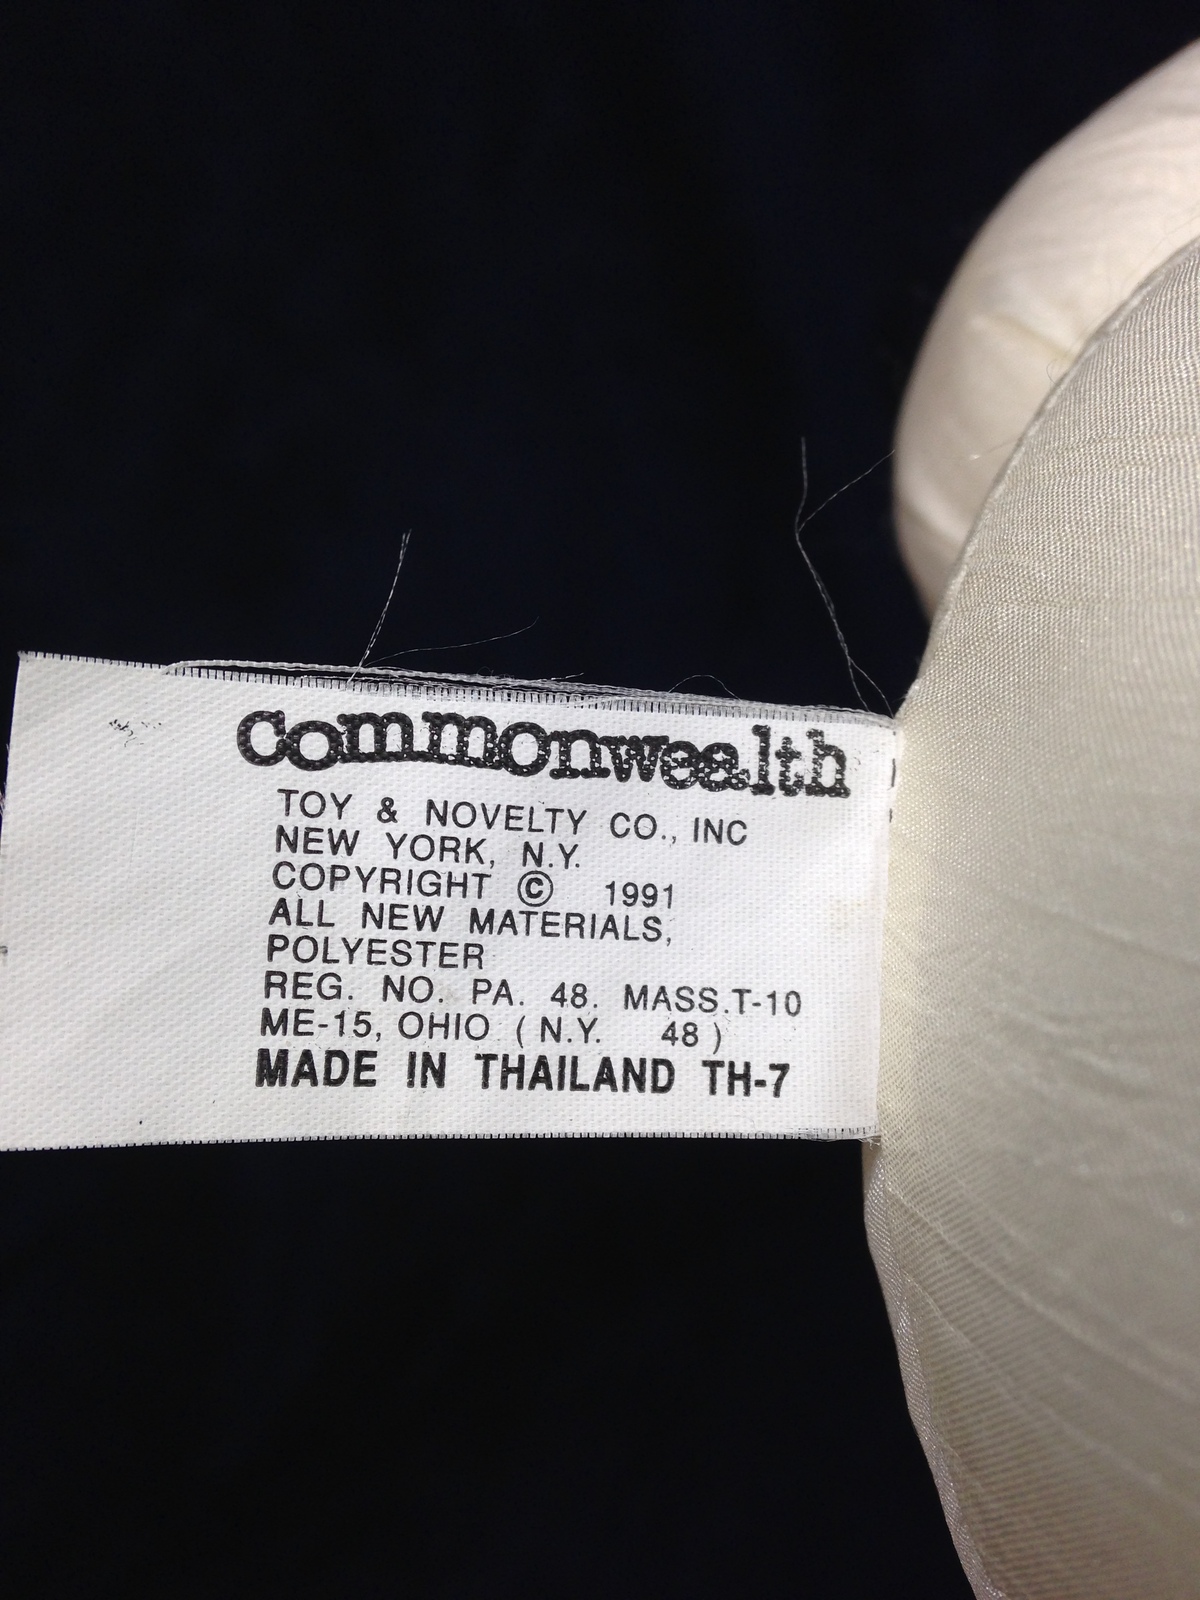 Commonwealth
TOY & NOVELTY CO., INC
NEW YORK, N.Y.
COPYRIGHT © 1991
ALL NEW MATERIALS,
POLYESTER
REG. NO. PA. 48. MASS.T-10
ME-15, OHIO ( N.Y. 48 )
MADE IN THAILAND TH-7